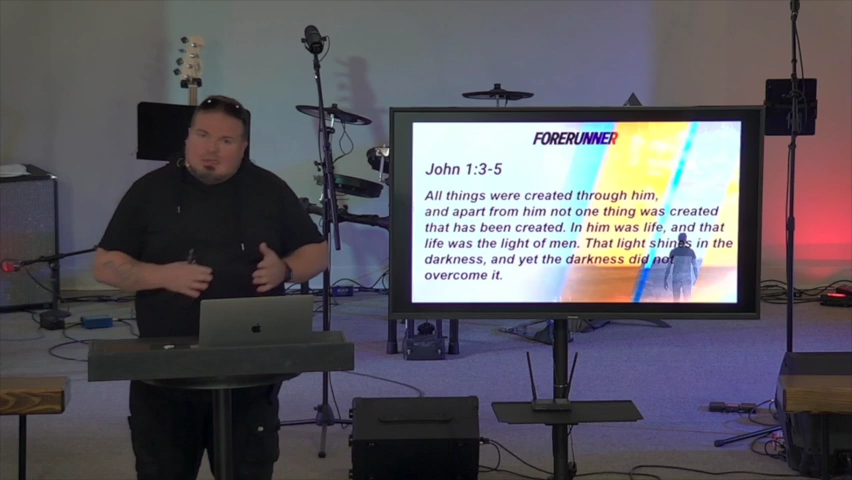 FORERUNNER
John 1:3-5
All things were created through him,
and apart from him not one thing was created
that has been created. In him was life, and that
life was the light of men. That light shines in the
darkness, and yet the darkness did not
overcome it.